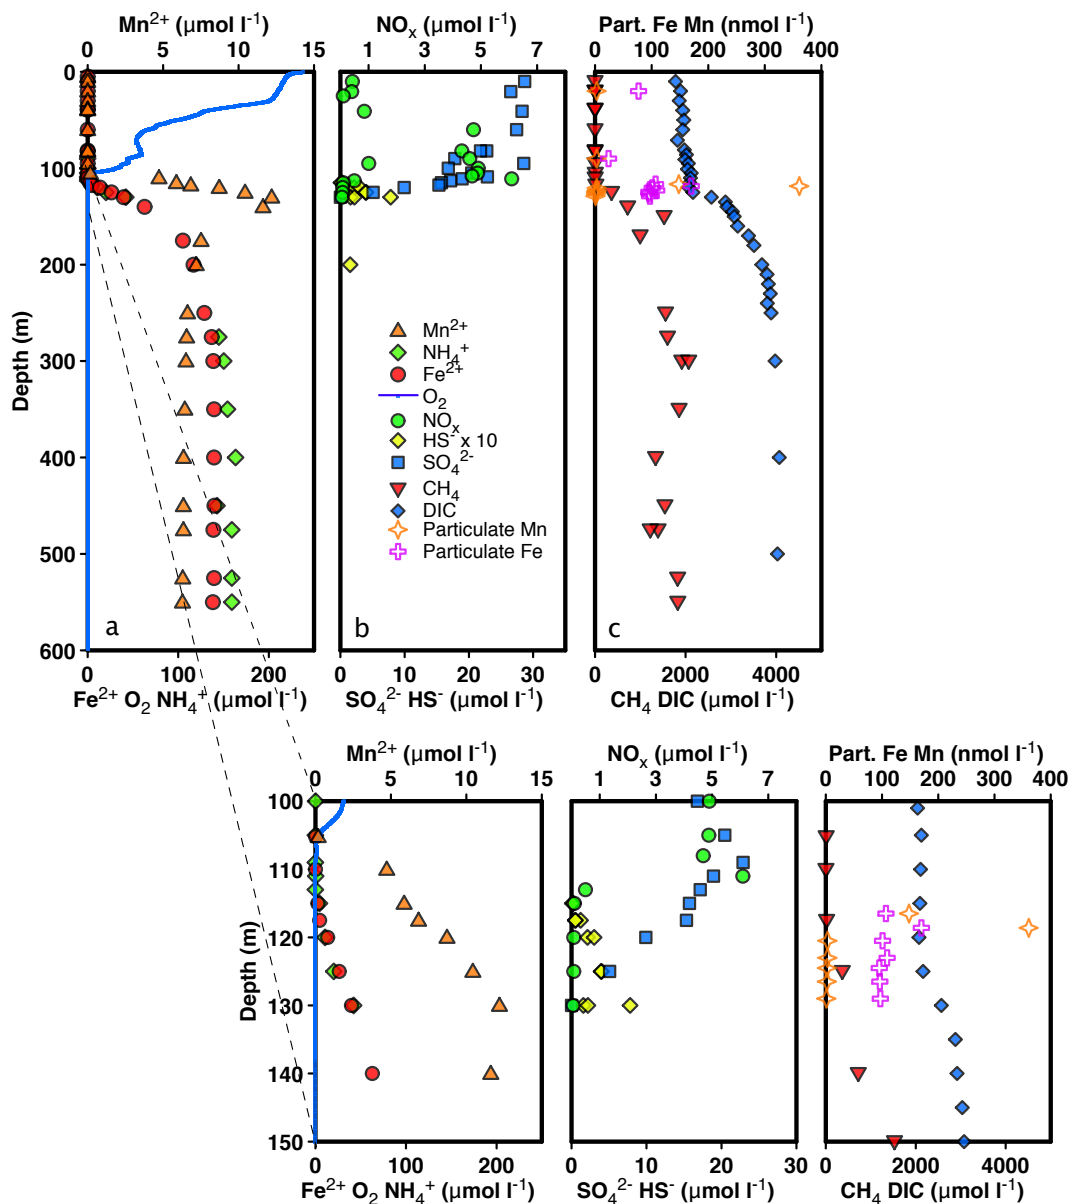 Mn²⁺ (µmol l⁻¹)
NOₓ (µmol l⁻¹)
Part. Fe Mn (nmol l⁻¹)
0 5 10 15
1 3 5 7
0 100 200 300 400
Depth (m)
0
100
200
300
400
500
600
Mn²⁺
NH₄⁺
Fe²⁺
O₂
NOₓ
HS⁻ x 10
SO₄²⁻
CH₄
DIC
Particulate Mn
Particulate Fe
a
b
c
0 100 200
0 10 20 30
0 2000 4000
Fe²⁺ O₂ NH₄⁺ (µmol l⁻¹)
SO₄²⁻ HS⁻ (µmol l⁻¹)
CH₄ DIC (µmol l⁻¹)
Mn²⁺ (µmol l⁻¹)
NOₓ (µmol l⁻¹)
Part. Fe Mn (nmol l⁻¹)
0 5 10 15
1 3 5 7
0 100 200 300 400
Depth (m)
100
110
120
130
140
150
0 100 200
0 10 20 30
0 2000 4000
Fe²⁺ O₂ NH₄⁺ (µmol l⁻¹)
SO₄²⁻ HS⁻ (µmol l⁻¹)
CH₄ DIC (µmol l⁻¹)